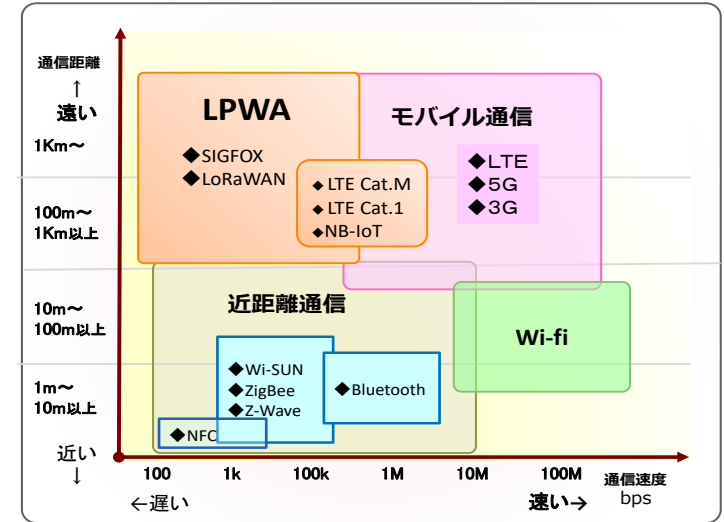 通信距離
↑
遠い
1Km～
100m～
1Km以上
10m～
100m以上
1m～
10m以上
近い
↓
LPWA
◆SIGFOX
◆LoRaWAN
モバイル通信
◆LTE
◆５G
◆３G
◆LTE Cat.M
◆LTE Cat.1
◆NB-IoT
近距離通信
◆Wi-SUN
◆ZigBee
◆Z-Wave
◆Bluetooth
◆NFC
Wi-fi
100 1k 100k 1M 10M 100M 通信速度
←遅い 速い→ bps